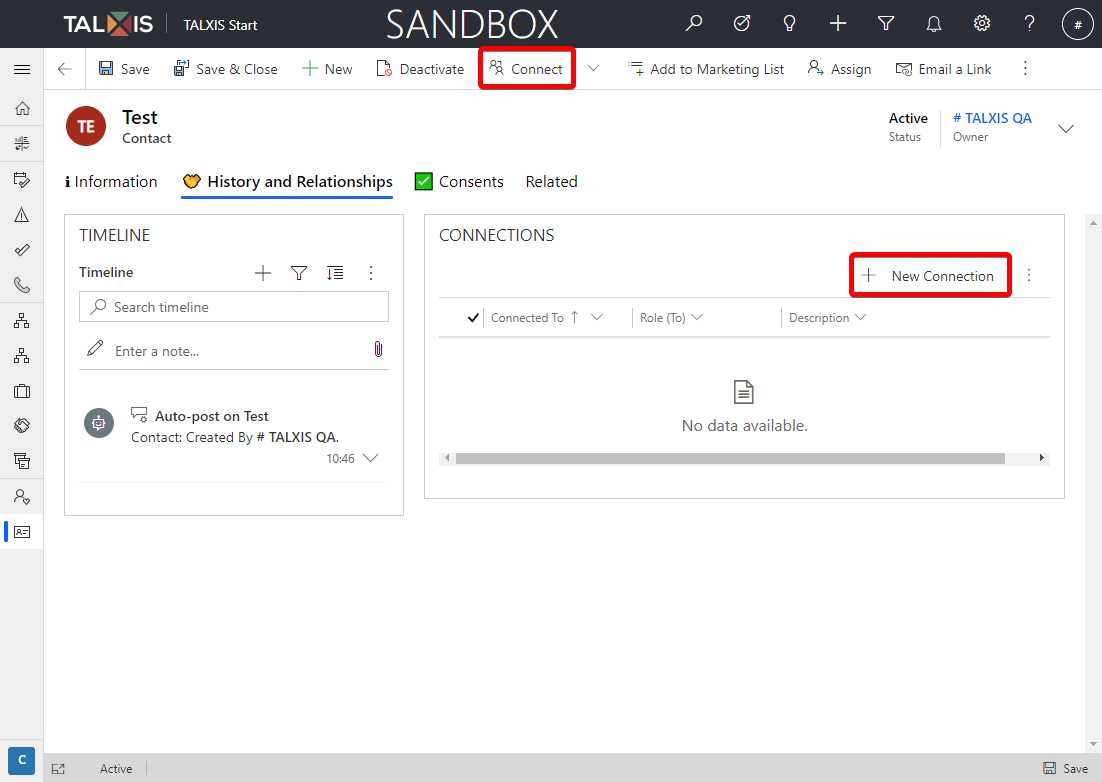 TALXIS TALXIS Start SANDBOX ? #
Save Save & Close New Deactivate Connect Add to Marketing List Assign Email a Link
TE
Test
Contact
Active
Status
# TALXIS QA
Owner
Information History and Relationships Consents Related
TIMELINE
Timeline
Search timeline
Enter a note...
Auto-post on Test
Contact: Created By # TALXIS QA.
10:46
CONNECTIONS
New Connection
Connected To Role (To) Description
No data available.
C
Active Save